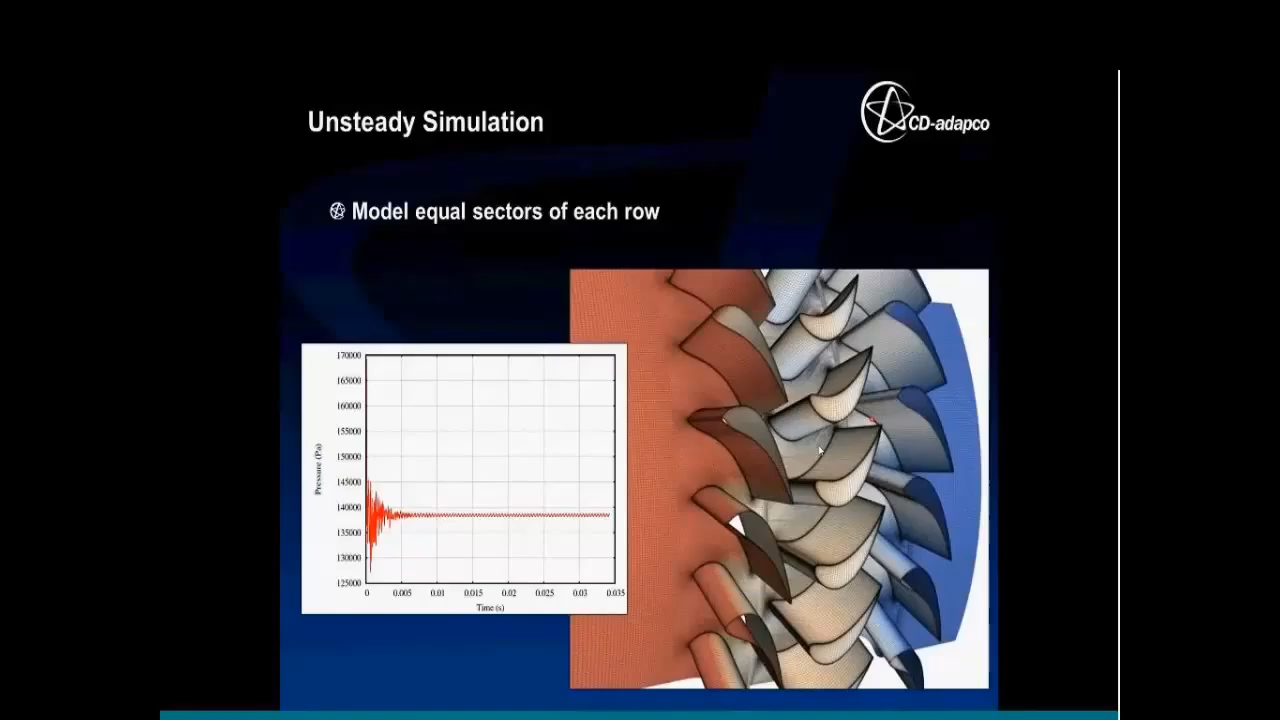 Unsteady Simulation
CD-adapco
Model equal sectors of each row
170000
165000
160000
155000
150000
145000
140000
135000
130000
125000
Pressure (Pa)
0 0.005 0.01 0.015 0.02 0.025 0.03 0.035
Time (s)